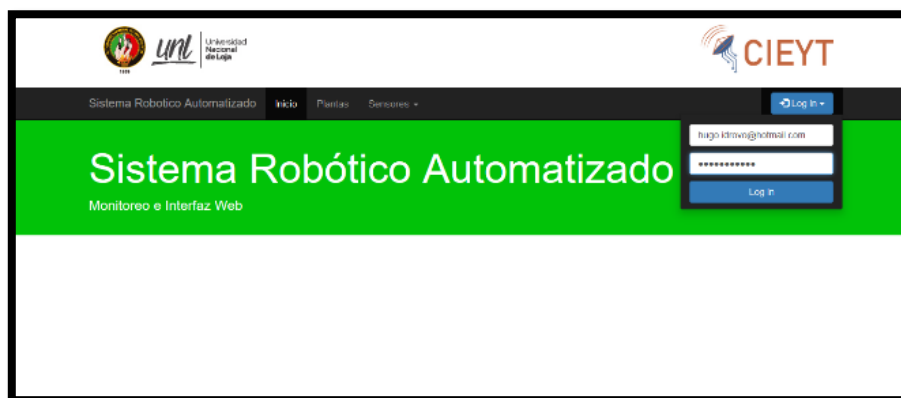 unl
Universidad
Nacional
de Loja
CIEYT
Sistema Robotico Automatizado Inicio Plantas Sensores
Log In
hugo.idrovo@hotmail.com
•••••••••••
Log In
Sistema Robótico Automatizado
Monitoreo e Interfaz Web